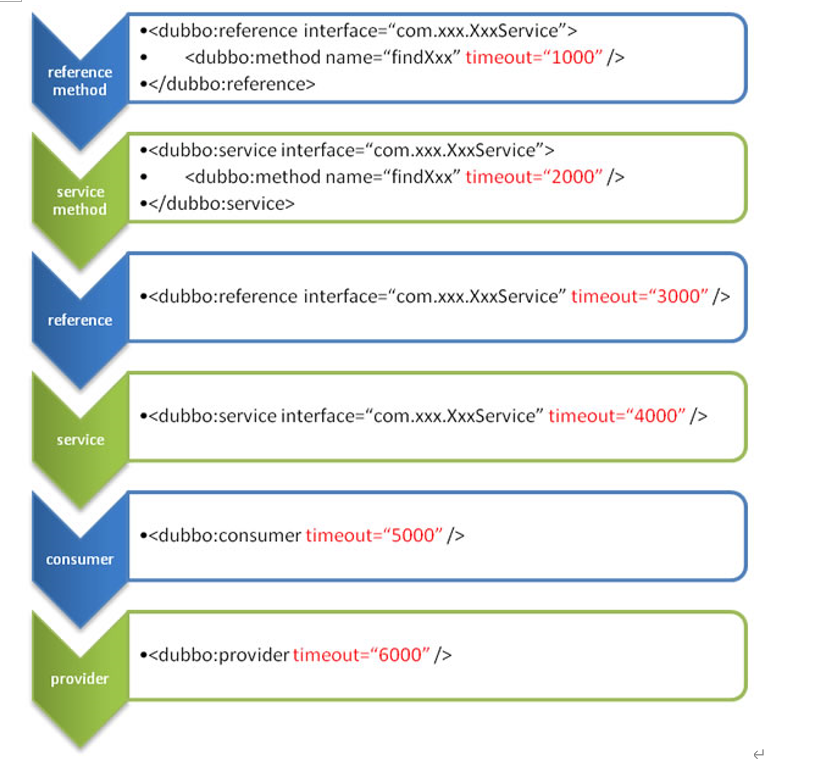 reference method
•<dubbo:reference interface=“com.xxx.XxxService”>
• <dubbo:method name=“findXxx” timeout=“1000” />
•</dubbo:reference>
service method
•<dubbo:service interface=“com.xxx.XxxService”>
• <dubbo:method name=“findXxx” timeout=“2000” />
•</dubbo:service>
reference
•<dubbo:reference interface=“com.xxx.XxxService” timeout=“3000” />
service
•<dubbo:service interface=“com.xxx.XxxService” timeout=“4000” />
consumer
•<dubbo:consumer timeout=“5000” />
provider
•<dubbo:provider timeout=“6000” />